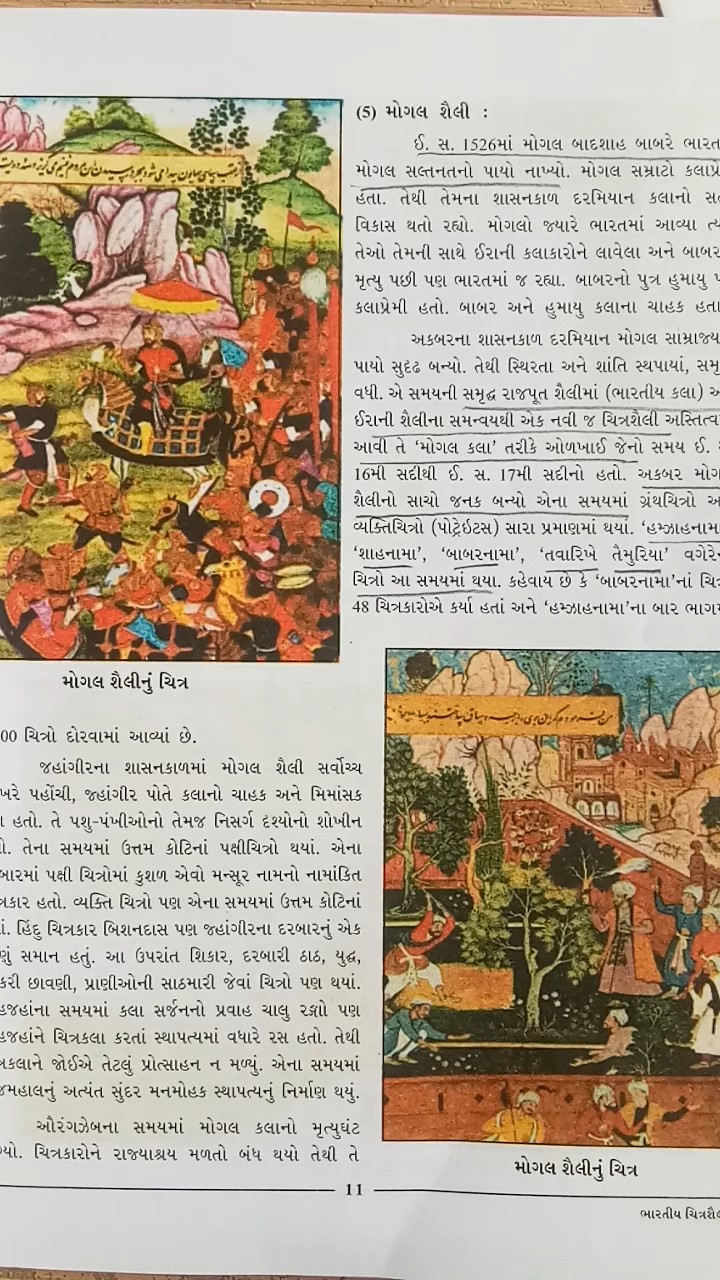 (5) મોગલ શૈલી :
ઈ. સ. 1526માં મોગલ બાદશાહ બાબરે ભારત
મોગલ સલ્તનતનો પાયો નાખ્યો. મોગલ સમ્રાટો કલાપ્રે
હતા. તેથી તેમના શાસનકાળ દરમિયાન કલાનો સત
વિકાસ થતો રહ્યો. મોગલો જ્યારે ભારતમાં આવ્યા ત્ય
તેઓ તેમની સાથે ઈરાની કલાકારોને લાવેલા અને બાબર
મૃત્યુ પછી પણ ભારતમાં જ રહ્યા. બાબરનો પુત્ર હુમાયુ પ
કલાપ્રેમી હતો. બાબર અને હુમાયુ કલાના ચાહક હતા
અકબરના શાસનકાળ દરમિયાન મોગલ સામ્રાજ્ય
પાયો સુદૃઢ બન્યો. તેથી સ્થિરતા અને શાંતિ સ્થપાયાં, સમૃ
વધી. એ સમયની સમૃદ્ધ રાજપૂત શૈલીમાં (ભારતીય કલા) અ
ઈરાની શૈલીના સમન્વયથી એક નવી જ ચિત્રશૈલી અસ્તિત્વ
આવી તે ‘મોગલ કલા’ તરીકે ઓળખાઈ જેનો સમય ઈ.
16મી સદીથી ઈ. સ. 17મી સદીનો હતો. અકબર મોગ
શૈલીનો સાચો જનક બન્યો એના સમયમાં ગ્રંથચિત્રો અ
વ્યક્તિચિત્રો (પોટ્રેઇટસ) સારા પ્રમાણમાં થયાં. ‘હમ્ઝાહનામા
‘શાહનામા’, ‘બાબરનામા’, ‘તવારિખે તૈમુરિયા’ વગેરેન
ચિત્રો આ સમયમાં થયા. કહેવાય છે કે ‘બાબરનામા’નાં ચિત્
48 ચિત્રકારોએ કર્યા હતાં અને ‘હમ્ઝાહનામા’ના બાર ભાગમ
મોગલ શૈલીનું ચિત્ર
00 ચિત્રો દોરવામાં આવ્યાં છે.
જહાંગીરના શાસનકાળમાં મોગલ શૈલી સર્વોચ્ચ
ખરે પહોંચી, જહાંગીર પોતે કલાનો ચાહક અને મિમાંસક
હતો. તે પશુ-પંખીઓનો તેમજ નિસર્ગ દૃશ્યોનો શોખીન
ો. તેના સમયમાં ઉત્તમ કોટિનાં પક્ષીચિત્રો થયાં. એના
બારમાં પક્ષી ચિત્રોમાં કુશળ એવો મન્સૂર નામનો નામાંકિત
ત્રકાર હતો. વ્યક્તિ ચિત્રો પણ એના સમયમાં ઉત્તમ કોટિનાં
ાં. હિંદુ ચિત્રકાર બિશનદાસ પણ જહાંગીરના દરબારનું એક
ણું સમાન હતું. આ ઉપરાંત શિકાર, દરબારી ઠાઠ, યુદ્ધ,
કરી છાવણી, પ્રાણીઓની સાઠમારી જેવાં ચિત્રો પણ થયાં.
હજહાંના સમયમાં કલા સર્જનનો પ્રવાહ ચાલુ રહ્યો પણ
હજહાંને ચિત્રકલા કરતાં સ્થાપત્યમાં વધારે રસ હતો. તેથી
ત્રકલાને જોઈએ તેટલું પ્રોત્સાહન ન મળ્યું. એના સમયમાં
જમહાલનું અત્યંત સુંદર મનમોહક સ્થાપત્યનું નિર્માણ થયું.
ઔરંગઝેબના સમયમાં મોગલ કલાનો મૃત્યુઘંટ
ગ્યો. ચિત્રકારોને રાજ્યાશ્રય મળતો બંધ થયો તેથી તે
મોગલ શૈલીનું ચિત્ર
11
ભારતીય ચિત્રશૈલ